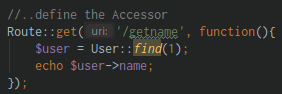 //..define the Accessor
Route::get( uri: '/getname', function(){
$user = User::find(1);
echo $user->name;
});